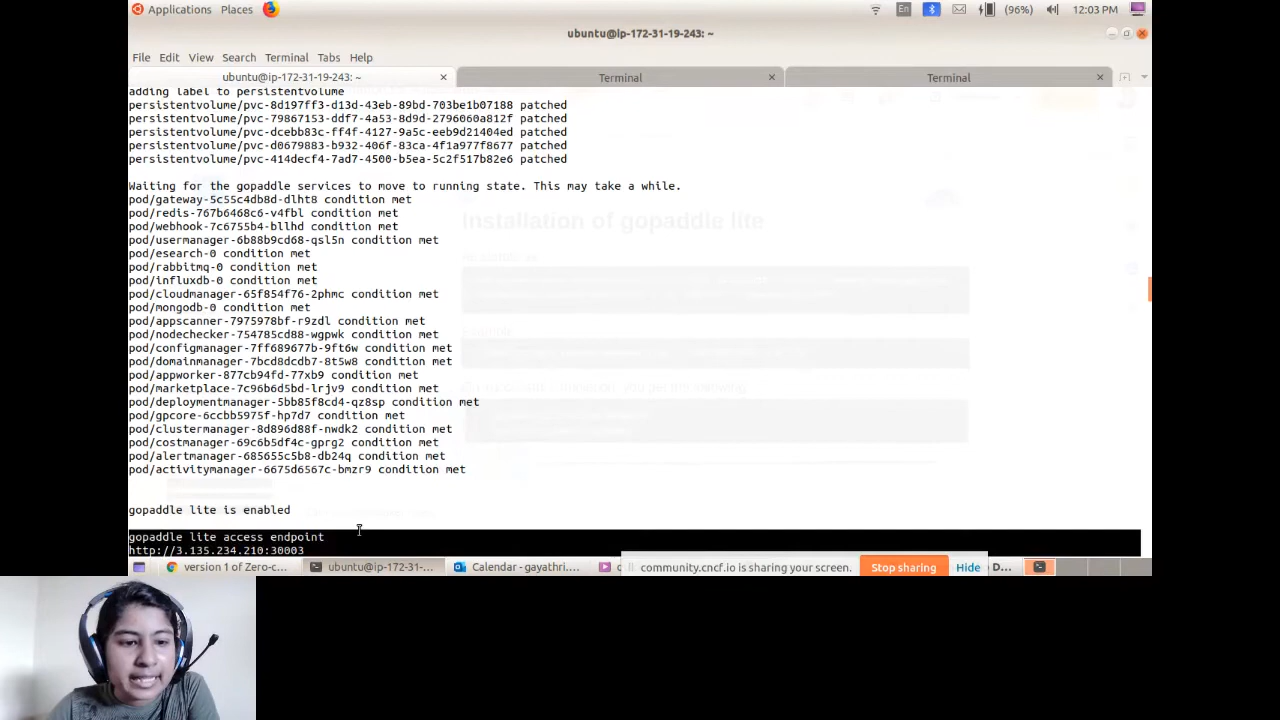 Applications Places
En
(96%)
12:03 PM
ubuntu@ip-172-31-19-243: ~
File Edit View Search Terminal Tabs Help
ubuntu@ip-172-31-19-243: ~
Terminal
Terminal
adding label to persistentvolume
persistentvolume/pvc-8d197ff3-d13d-43eb-89bd-703be1b07188 patched
persistentvolume/pvc-79867153-ddf7-4a53-8d9d-2796060a812f patched
persistentvolume/pvc-dcebb83c-ff4f-4127-9a5c-eeb9d21404ed patched
persistentvolume/pvc-d0679883-b932-406f-83ca-4f1a977f8677 patched
persistentvolume/pvc-414decf4-7ad7-4500-b5ea-5c2f517b82e6 patched
Waiting for the gopaddle services to move to running state. This may take a while.
pod/gateway-5c55c4db8d-dlht8 condition met
pod/redis-767b6468c6-v4fbl condition met
pod/webhook-7c6755b4-bllhd condition met
pod/usermanager-6b88b9cd68-qsl5n condition met
pod/esearch-0 condition met
pod/rabbitmq-0 condition met
pod/influxdb-0 condition met
pod/cloudmanager-65f854f76-2phmc condition met
pod/mongodb-0 condition met
pod/appscanner-7975978bf-r9zdl condition met
pod/nodechecker-754785cd88-wgpwk condition met
pod/configmanager-7ff689677b-9ft6w condition met
pod/domainmanager-7bcd8dcdb7-8t5w8 condition met
pod/appworker-877cb94fd-77xb9 condition met
pod/marketplace-7c96b6d5bd-lrjv9 condition met
pod/deploymentmanager-5bb85f8cd4-qz8sp condition met
pod/gpcore-6ccbb5975f-hp7d7 condition met
pod/clustermanager-8d896d88f-nwdk2 condition met
pod/costmanager-69c6b5df4c-gprg2 condition met
pod/alertmanager-685655c5b8-db24q condition met
pod/activitymanager-6675d6567c-bmzr9 condition met
Installation of gopaddle lite
gopaddle lite is enabled
gopaddle lite access endpoint
http://3.135.234.210:30003
version 1 of Zero-c...
ubuntu@ip-172-31-...
Calendar - gayathri....
community.cncf.io is sharing your screen.
Stop sharing
Hide
D...